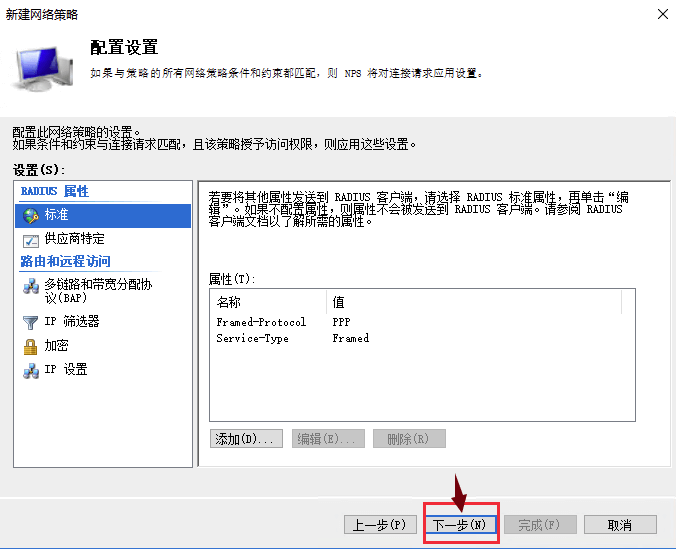 新建网络策略
配置设置
如果与策略的所有网络策略条件和约束都匹配，则 NPS 将对连接请求应用设置。
配置此网络策略的设置。
如果条件和约束与连接请求匹配，且该策略授予访问权限，则应用这些设置。
设置(S):
RADIUS 属性
标准
供应商特定
路由和远程访问
多链路和带宽分配协
议(BAP)
IP 筛选器
加密
IP 设置
若要将其他属性发送到 RADIUS 客户端，请选择 RADIUS 标准属性，再单击“编
辑”。如果不配置属性，则属性不会被发送到 RADIUS 客户端。请参阅 RADIUS
客户端文档以了解所需的属性。
属性(T):
名称 值
Framed-Protocol PPP
Service-Type Framed
添加(D)... 编辑(E)... 删除(R)
上一步(P) 下一步(N) 完成(F) 取消